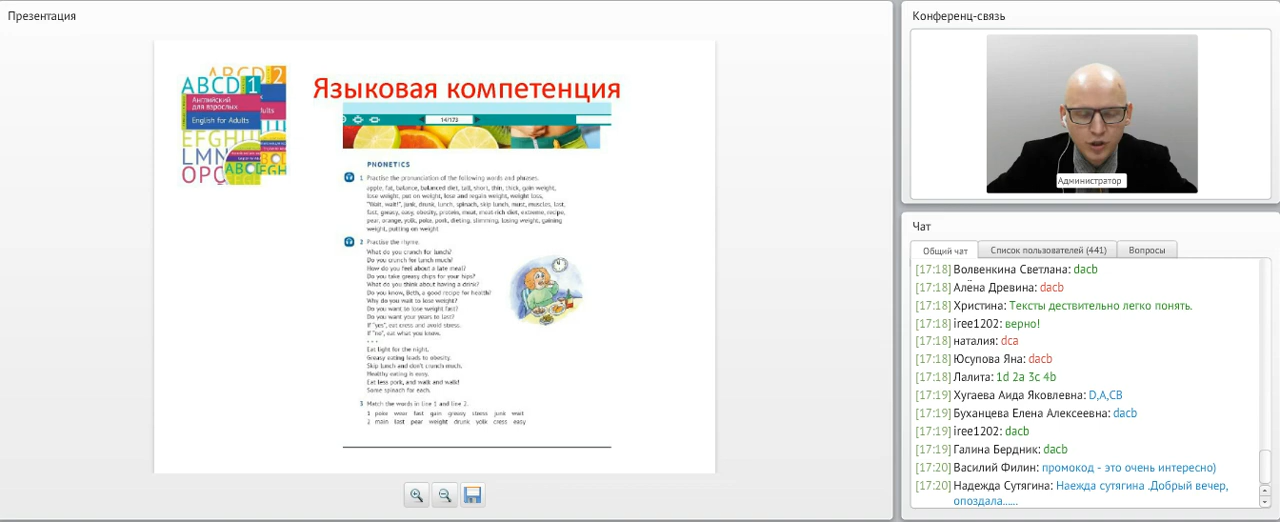 Презентация
ABCD 2
ABCD 1
Английский
для взрослых
English for Adults
Языковая компетенция
14/173
PHONETICS
1 Practise the pronunciation of the following words and phrases.
apple, fat, balance, balanced diet, tall, short, thin, thick, gain weight,
lose weight, put on weight, lose and regain weight, weight loss,
"Wait, wait!", junk, drunk, lunch, spinach, skip lunch, must, muscles, last,
fast, greasy, easy, obesity, protein, meat, meat-rich diet, extreme, recipe,
pear, orange, yolk, poke, pork, dieting, slimming, losing weight, gaining
weight, putting on weight
2 Practise the rhyme.
What do you crunch for lunch?
Do you crunch for lunch much?
How do you feel about a late meal?
Do you take greasy chips for your hips?
What do you think about having a drink?
Do you know, Beth, a good recipe for health?
Why do you want to lose weight?
Do you want to lose weight fast?
Do you want your years to last?
If "yes", eat cress and avoid stress.
If "no", eat what you know.
* * *
Eat light for the night.
Greasy eating leads to obesity.
Skip lunch and don't crunch much.
Healthy eating is easy.
Eat less pork, and walk and walk!
Some spinach for each.
3 Match the words in line 1 and line 2.
1 poke wear fast gain greasy stress junk wait
2 main last pear weight drunk yolk cress easy
Конференц-связь
Администратор
Чат
Общий чат Список пользователей (441) Вопросы
[17:18] Волвенкина Светлана: dacb
[17:18] Алёна Древина: dacb
[17:18] Христина: Тексты дествительно легко понять.
[17:18] iree1202: верно!
[17:18] наталия: dca
[17:18] Юсупова Яна: dacb
[17:18] Лалита: 1d 2a 3c 4b
[17:19] Хугаева Аида Яковлевна: D,A,CB
[17:19] Буханцева Елена Алексеевна: dacb
[17:19] iree1202: dacb
[17:19] Галина Бердник: dacb
[17:20] Василий Филин: промокод - это очень интересно)
[17:20] Надежда Сутягина: Наежда сутягина .Добрый вечер,
опоздала......